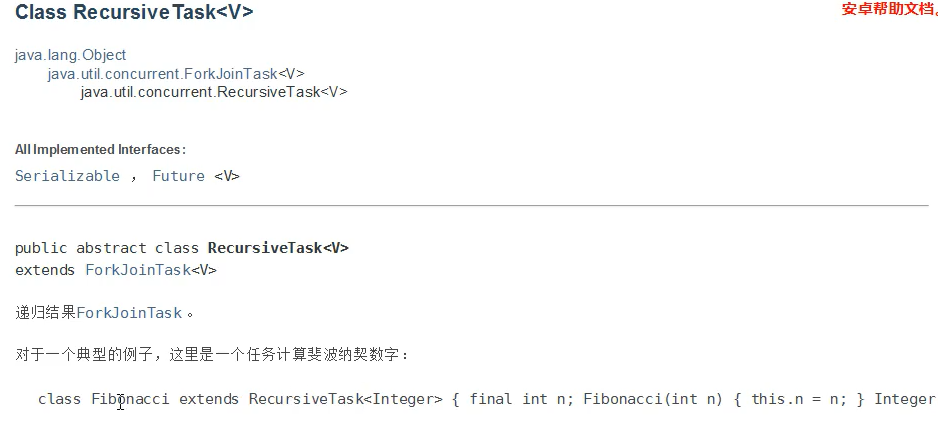 Class RecursiveTask<V>
安卓帮助文档。
java.lang.Object
java.util.concurrent.ForkJoinTask<V>
java.util.concurrent.RecursiveTask<V>
All Implemented Interfaces:
Serializable , Future <V>
public abstract class RecursiveTask<V>
extends ForkJoinTask<V>
递归结果ForkJoinTask 。
对于一个典型的例子，这里是一个任务计算斐波纳契数字：
class Fibonacci extends RecursiveTask<Integer> { final int n; Fibonacci(int n) { this.n = n; } Integer